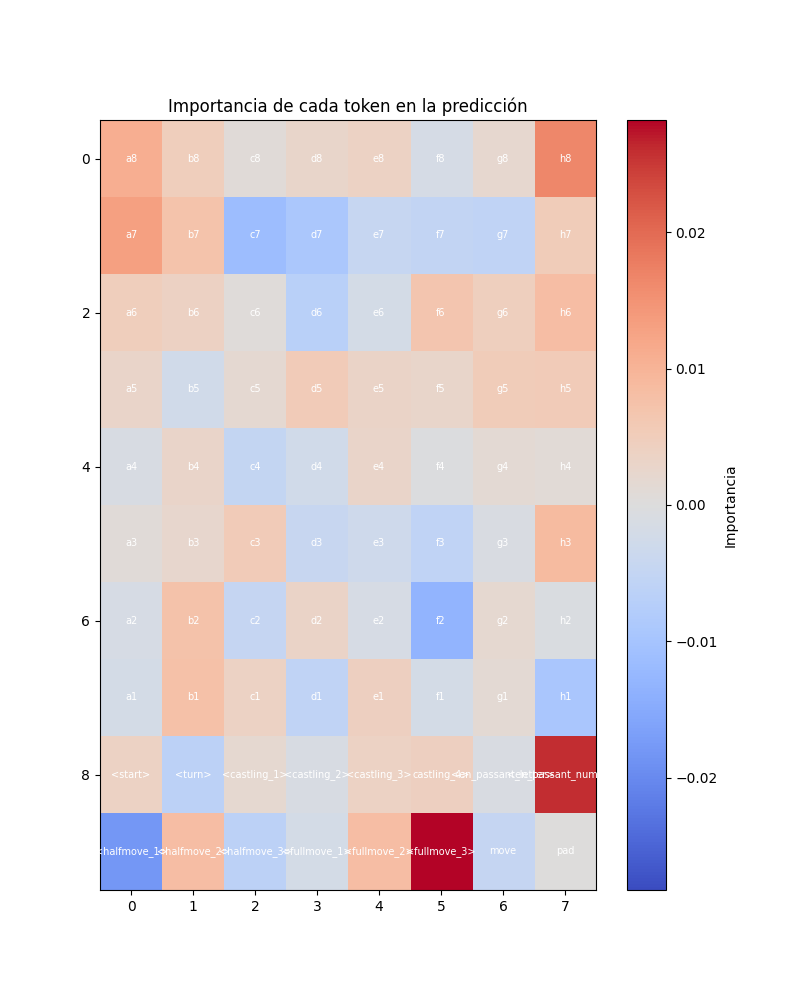 Importancia de cada token en la predicción
0 a8 b8 c8 d8 e8 f8 g8 h8
a7 b7 c7 d7 e7 f7 g7 h7
2 a6 b6 c6 d6 e6 f6 g6 h6
a5 b5 c5 d5 e5 f5 g5 h5
4 a4 b4 c4 d4 e4 f4 g4 h4
a3 b3 c3 d3 e3 f3 g3 h3
6 a2 b2 c2 d2 e2 f2 g2 h2
a1 b1 c1 d1 e1 f1 g1 h1
8 <start> <turn> <castling_1> <castling_2> <castling_3>
<halfmove_1> <halfmove_2> <halfmove_3> <fullmove_1> <fullmove_2> <fullmove_3> move pad
0 1 2 3 4 5 6 7
0.02
0.01
0.00
−0.01
−0.02
Importancia